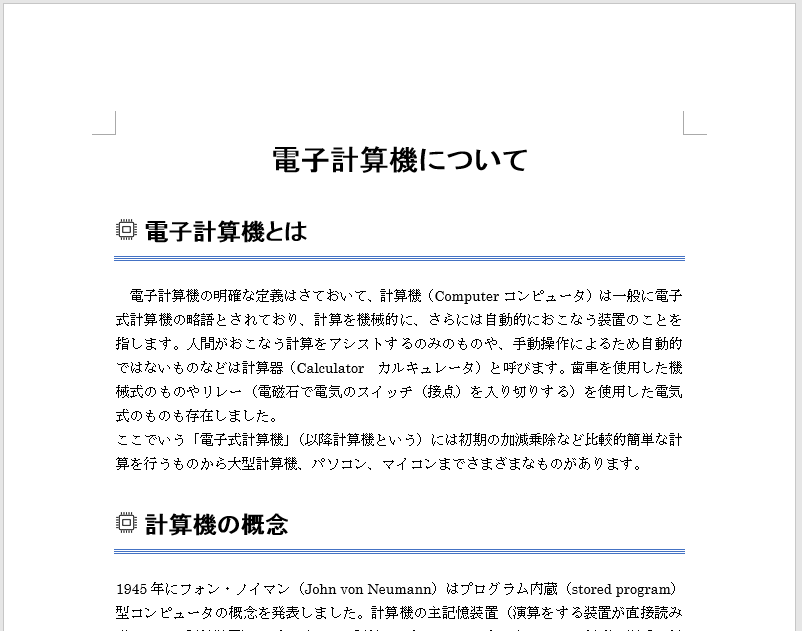 電子計算機について
電子計算機とは
電子計算機の明確な定義はさておいて、計算機（Computer コンピュータ）は一般に電子
式計算機の略語とされており、計算を機械的に、さらには自動的におこなう装置のことを
指します。人間がおこなう計算をアシストするのみのものや、手動操作によるため自動的
ではないものなどは計算器（Calculator　カルキュレータ）と呼びます。歯車を使用した機
械式のものやリレー（電磁石で電気のスイッチ（接点）を入り切りする）を使用した電気
式のものも存在しました。
ここでいう「電子式計算機」（以降計算機という）には初期の加減乗除など比較的簡単な計
算を行うものから大型計算機、パソコン、マイコンまでさまざまなものがあります。
計算機の概念
1945 年にフォン・ノイマン（John von Neumann）はプログラム内蔵（stored program）
型コンピュータの概念を発表しました。計算機の主記憶装置（演算をする装置が直接読み